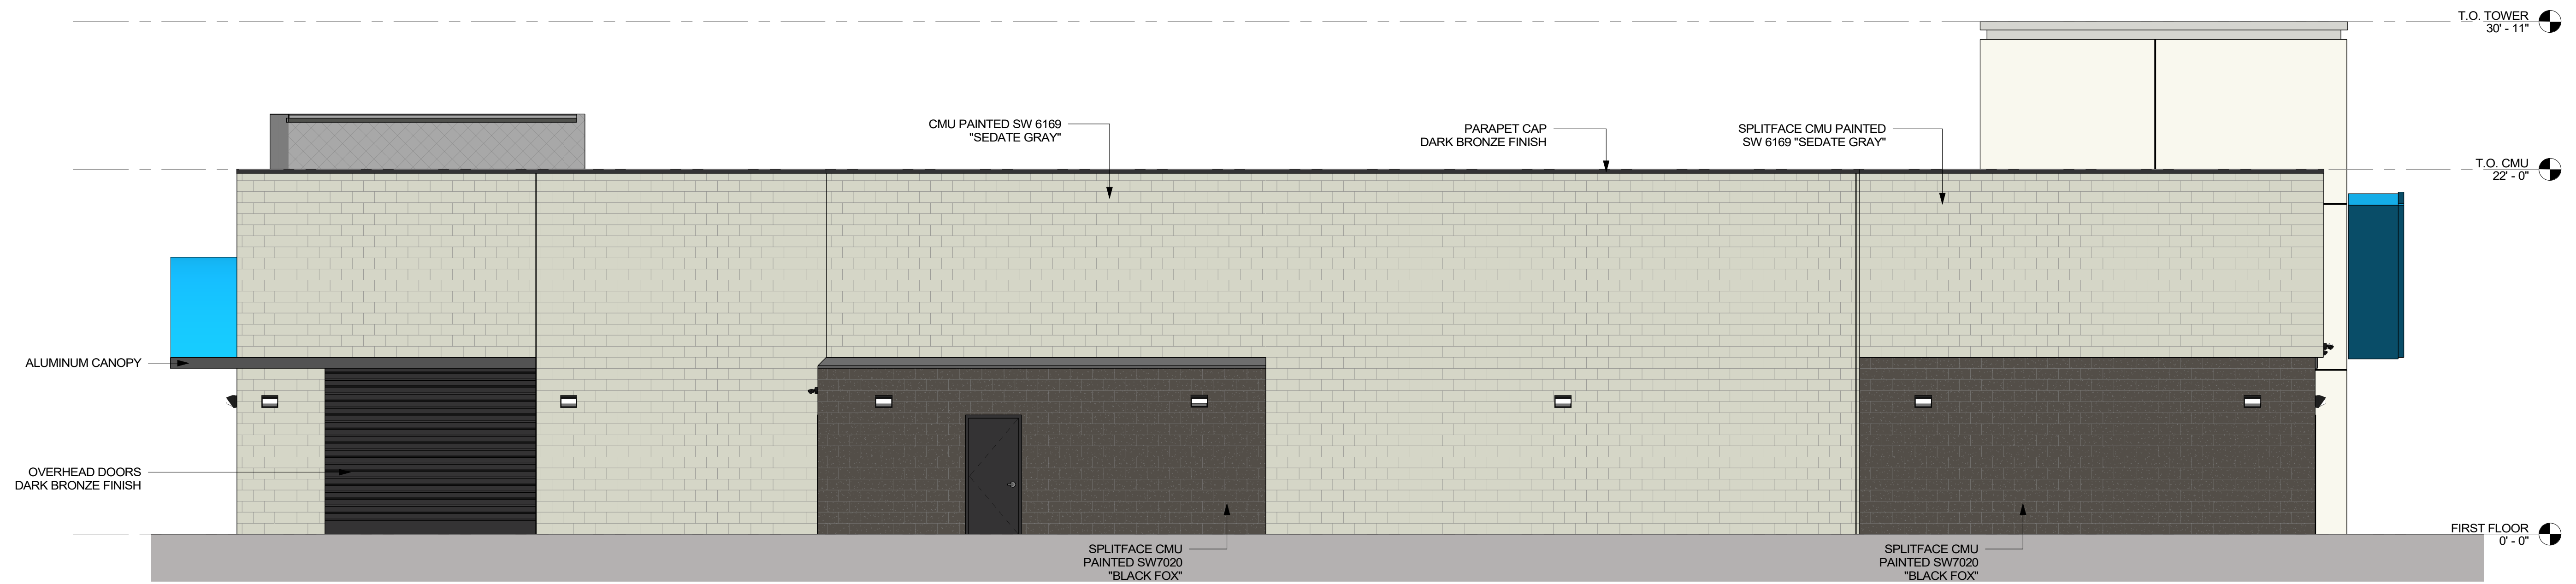 T.O. TOWER
30' - 11"
CMU PAINTED SW 6169
"SEDATE GRAY"
PARAPET CAP
DARK BRONZE FINISH
SPLITFACE CMU PAINTED
SW 6169 "SEDATE GRAY"
T.O. CMU
22' - 0"
ALUMINUM CANOPY
OVERHEAD DOORS
DARK BRONZE FINISH
FIRST FLOOR
0' - 0"
SPLITFACE CMU
PAINTED SW7020
"BLACK FOX"
SPLITFACE CMU
PAINTED SW7020
"BLACK FOX"